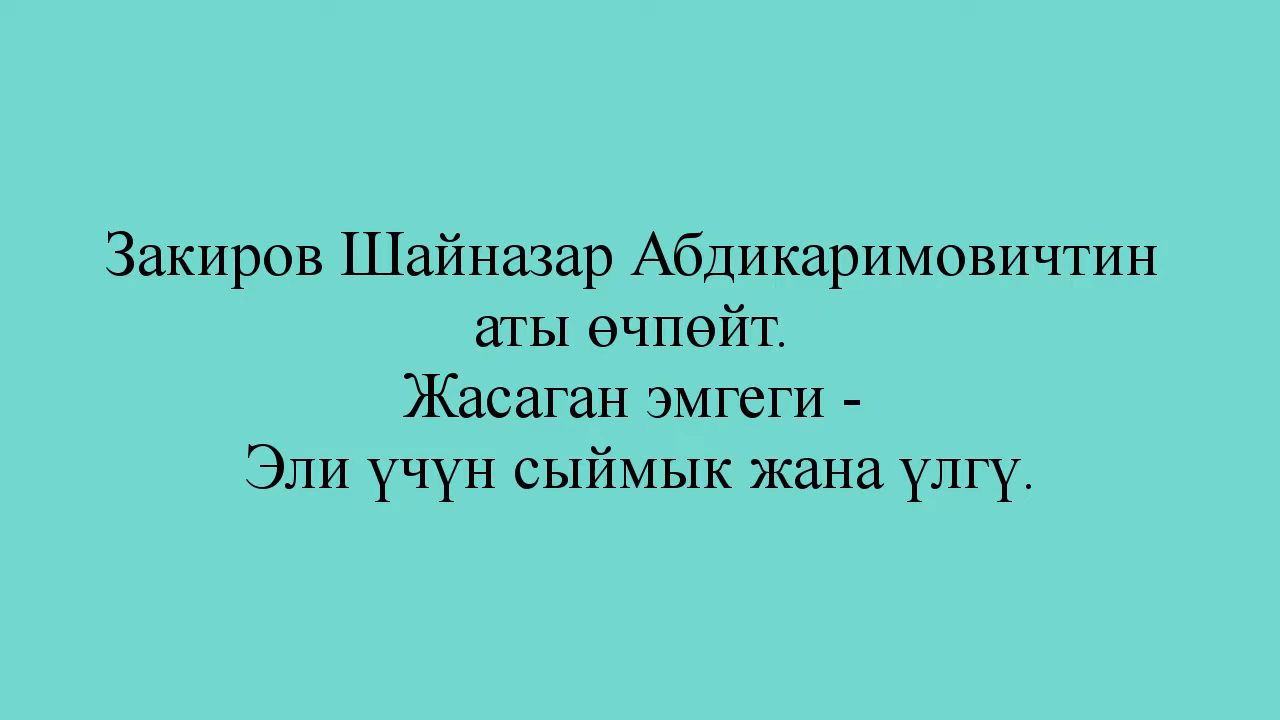 Закиров Шайназар Абдикаримовичтин
аты өчпөйт.
Жасаган эмгеги -
Эли үчүн сыймык жана үлгү.